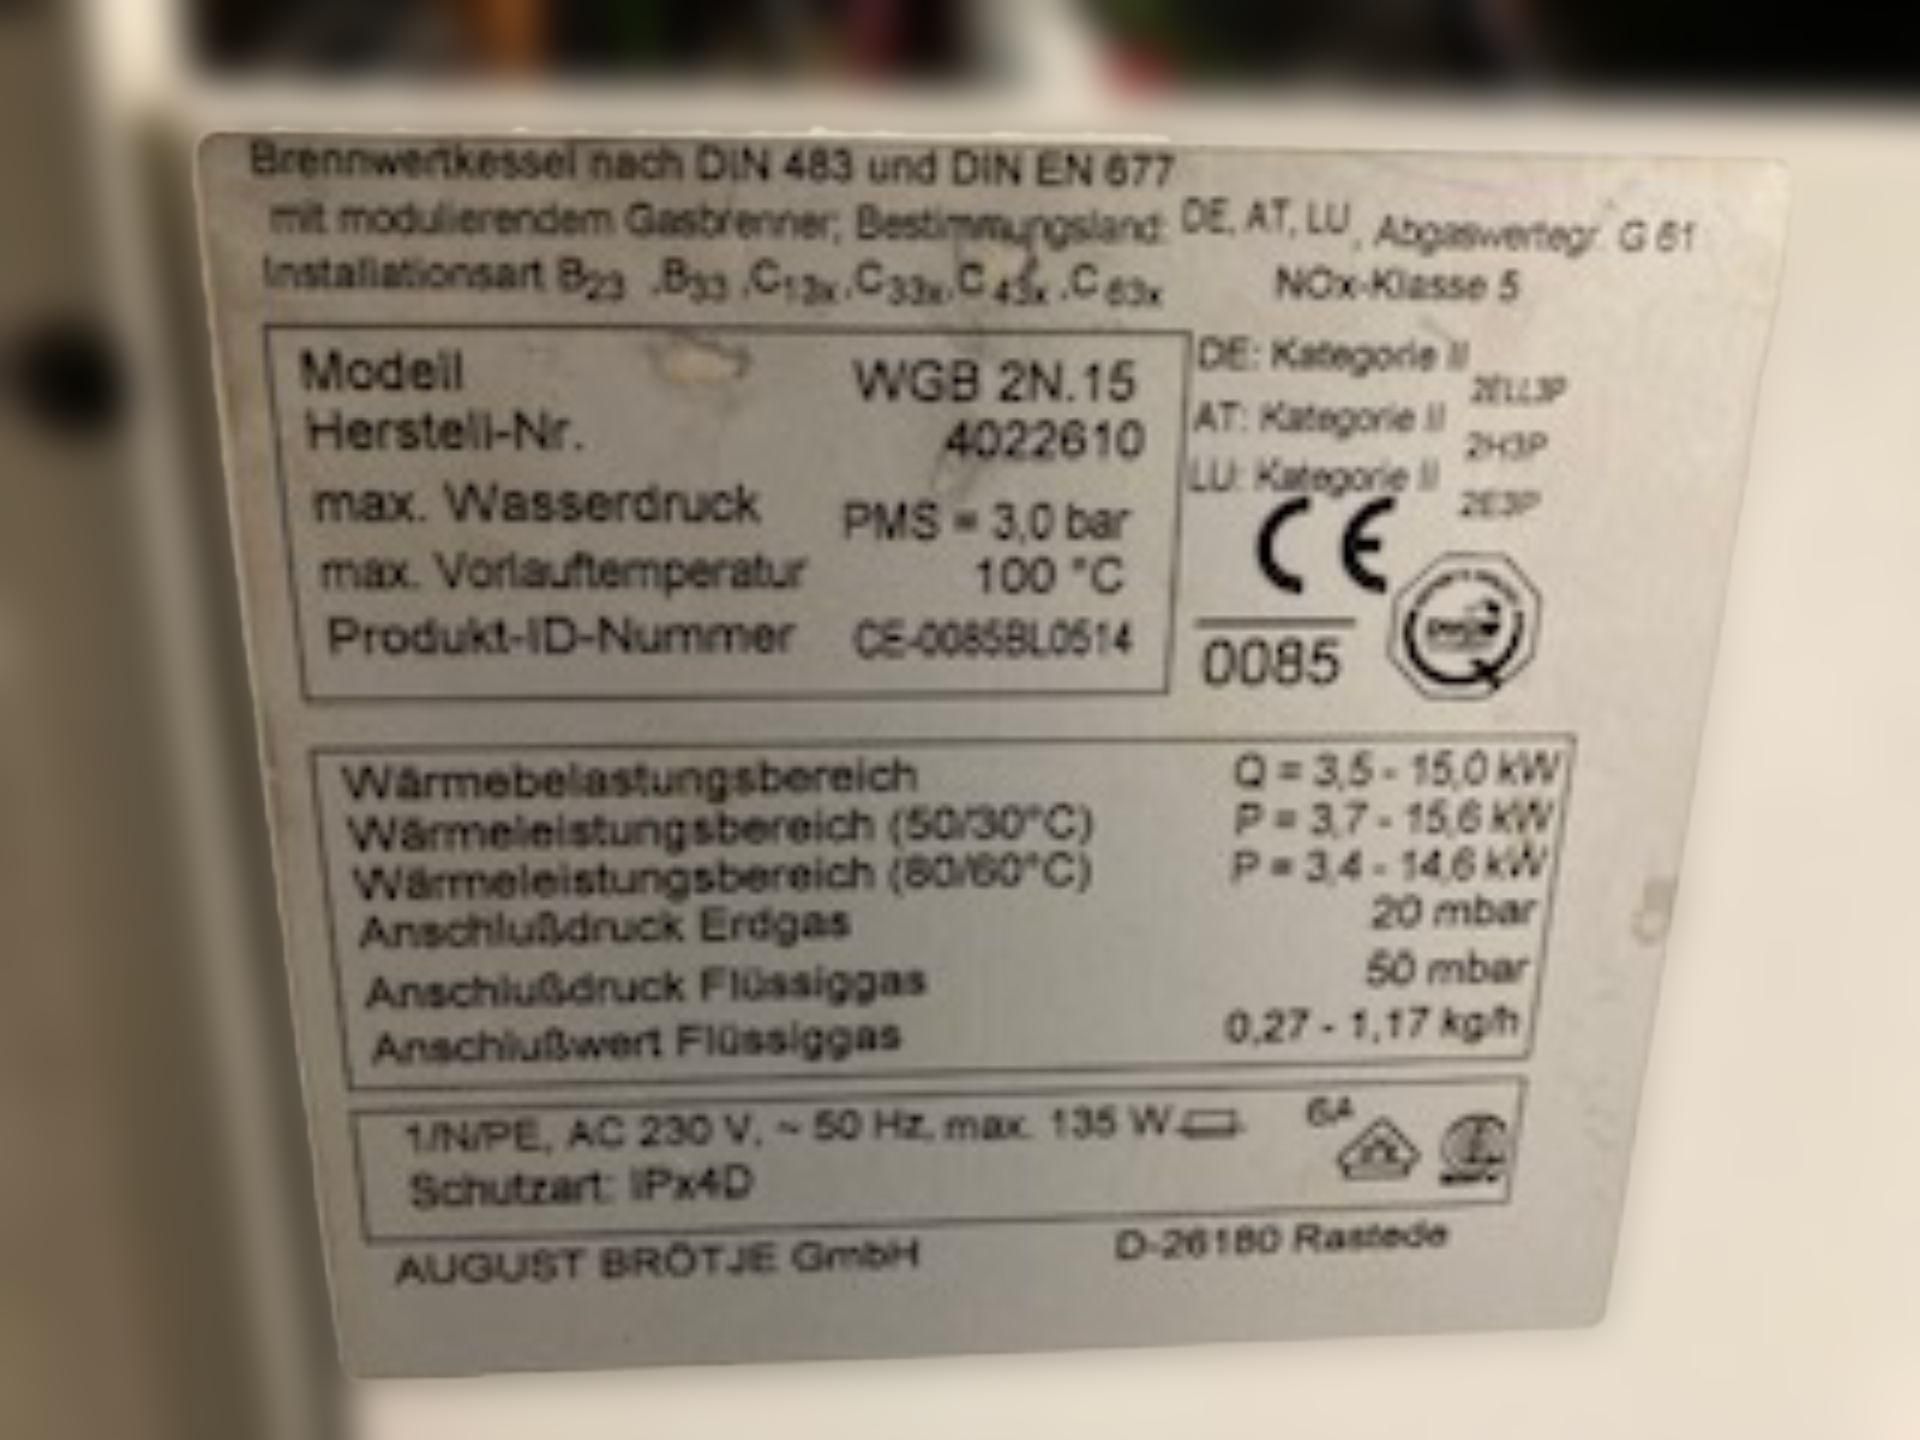 Brennwertkessel nach DIN 483 und DIN EN 677
mit modulierendem Gasbrenner; Bestimmungsland: DE, AT, LU, Abgaswertegr. G 61
Installationsart B23 ,B33 ,C13x ,C33x, C43x ,C63x NOx-Klasse 5
Modell WGB 2N.15
Herstell-Nr. 4022610
max. Wasserdruck PMS = 3,0 bar
max. Vorlauftemperatur 100 °C
Produkt-ID-Nummer CE-0085BL0514
DE: Kategorie II 2ELL3P
AT: Kategorie II 2H3P
LU: Kategorie II 2E3P
CE
0085
Wärmebelastungsbereich Q = 3,5 - 15,0 kW
Wärmeleistungsbereich (50/30°C) P = 3,7 - 15,6 kW
Wärmeleistungsbereich (80/60°C) P = 3,4 - 14,6 kW
Anschlußdruck Erdgas 20 mbar
Anschlußdruck Flüssiggas 50 mbar
Anschlußwert Flüssiggas 0,27 - 1,17 kg/h
1/N/PE, AC 230 V, ~ 50 Hz, max. 135 W 6A
Schutzart: IPx4D
AUGUST BRÖTJE GmbH D-26180 Rastede